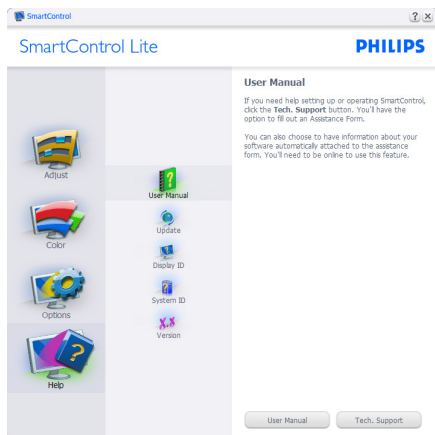 SmartControl
SmartControl Lite
PHILIPS
Adjust
Color
Options
Help
User Manual
Update
Display ID
System ID
Version
User Manual
If you need help setting up or operating SmartControl,
click the Tech. Support button. You'll have the
option to fill out an Assistance Form.
You can also choose to have information about your
software automatically attached to the assistance
form. You'll need to be online to use this feature.
User Manual
Tech. Support